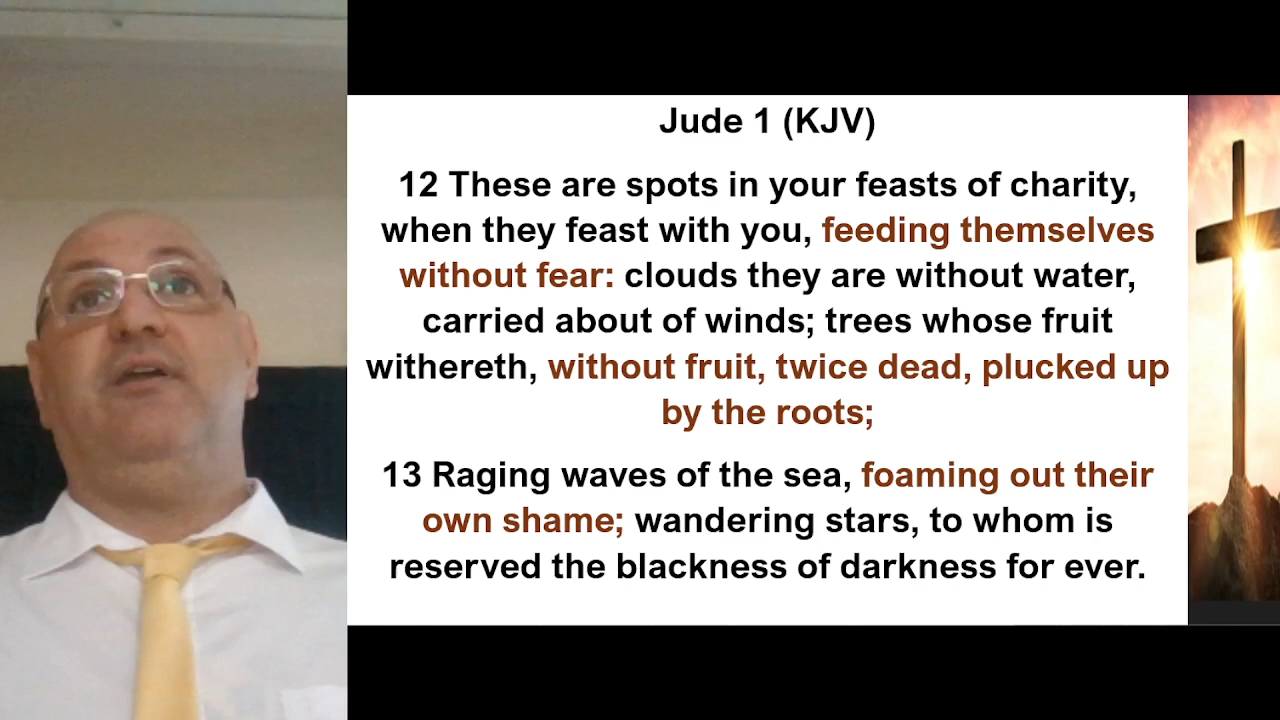 Jude 1 (KJV)
12 These are spots in your feasts of charity,
when they feast with you, feeding themselves
without fear: clouds they are without water,
carried about of winds; trees whose fruit
withereth, without fruit, twice dead, plucked up
by the roots;
13 Raging waves of the sea, foaming out their
own shame; wandering stars, to whom is
reserved the blackness of darkness for ever.